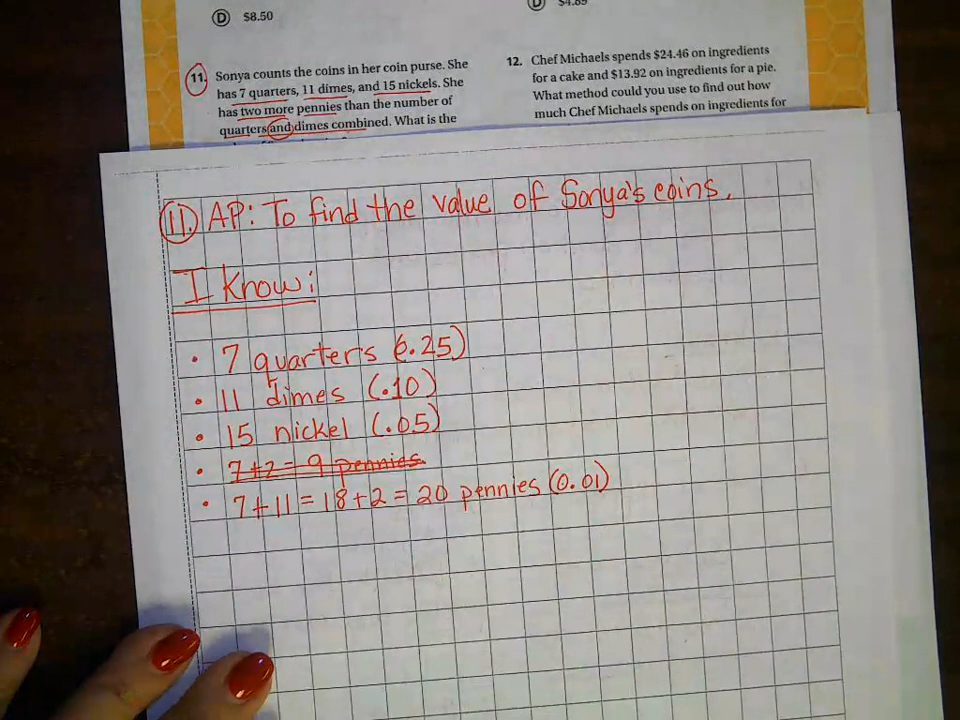 D $8.50
D $4.85
11. Sonya counts the coins in her coin purse. She
has 7 quarters, 11 dimes, and 15 nickels. She
has two more pennies than the number of
quarters and dimes combined. What is the
12. Chef Michaels spends $24.46 on ingredients
for a cake and $13.92 on ingredients for a pie.
What method could you use to find out how
much Chef Michaels spends on ingredients for
11. AP: To find the value of Sonya's coins.
I know:
• 7 quarters (0.25)
• 11 dimes (.10)
• 15 nickel (.05)
• 7+2=9 pennies
• 7+11=18+2=20 pennies (0.01)